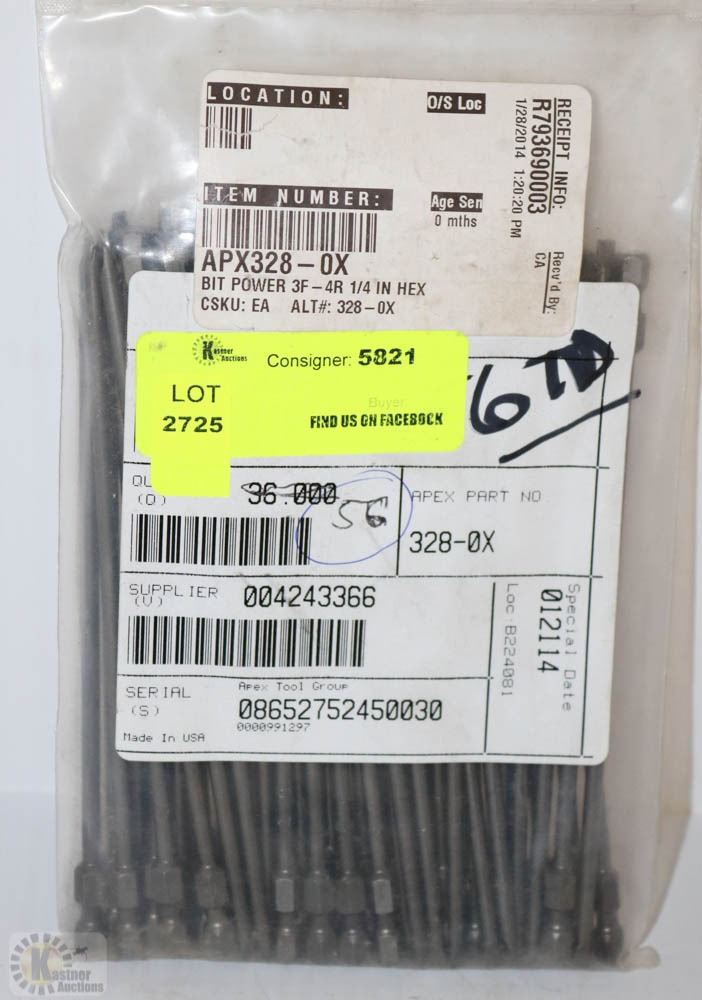 LOCATION:
O/S Loc
RECEIPT INFO:
R793690003
1/28/2014 1:20:20 PM
Recv'd By:
CA
ITEM NUMBER:
Age Sen
0 mths
APX328-0X
BIT POWER 3F-4R 1/4 IN HEX
CSKU: EA ALT#: 328-0X
Kastner
Auctions
Consigner: 5821
LOT
2725
Buyer
FIND US ON FACEBOOK
QU
(Q)
36.000
56
APEX PART NO
328-0X
SUPPLIER
(V)
004243366
Special Date
012114
Loc:B224081
SERIAL
(S)
Apex Tool Group
08652752450030
0000991297
Made In USA
Kastner
Auctions